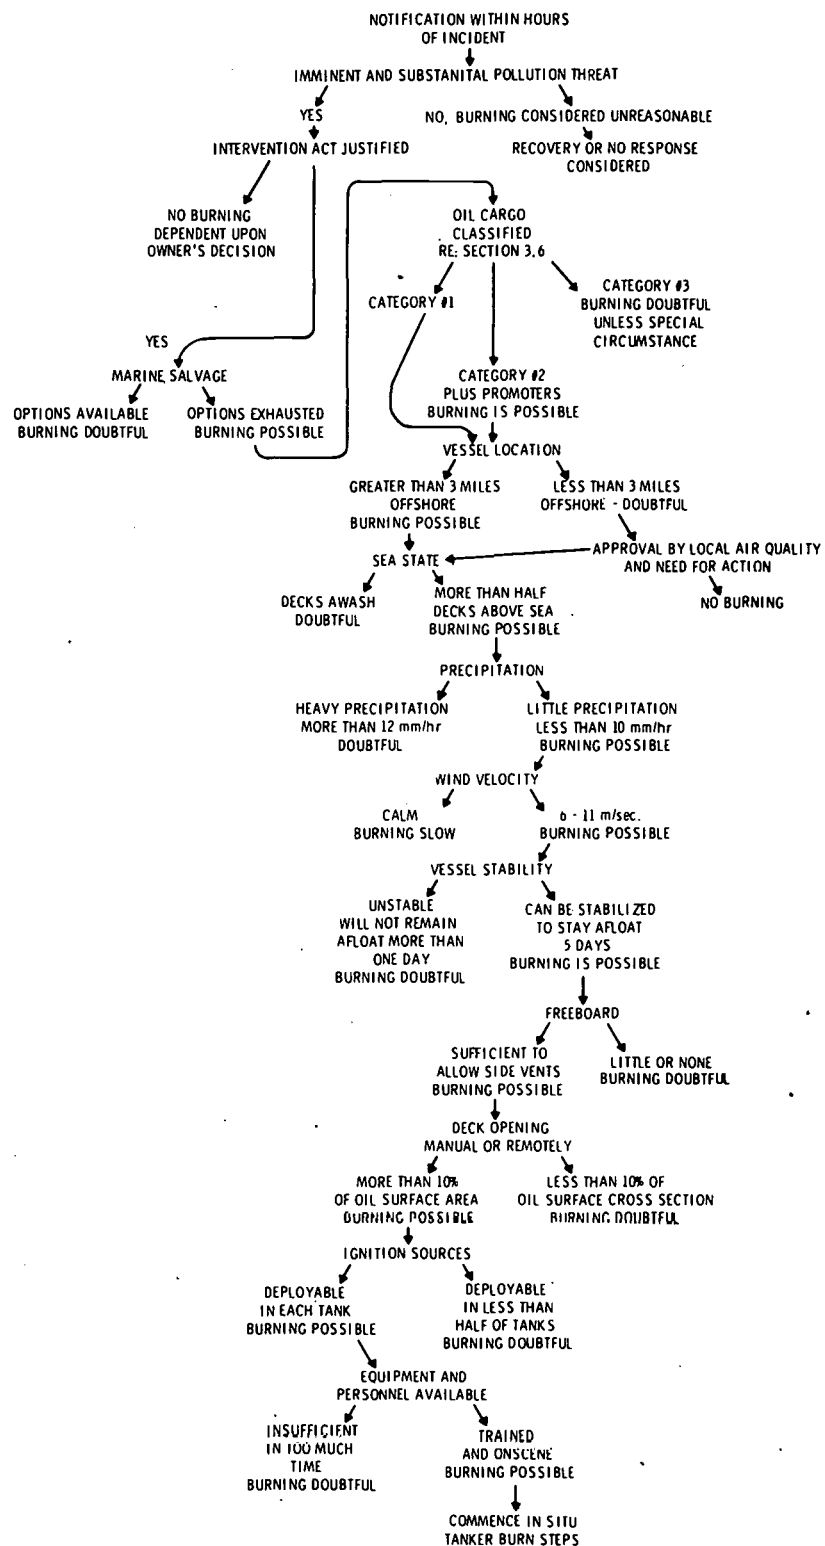 NOTIFICATION WITHIN HOURS
OF INCIDENT
IMMINENT AND SUBSTANITAL POLLUTION THREAT
YES
NO, BURNING CONSIDERED UNREASONABLE
INTERVENTION ACT JUSTIFIED
RECOVERY OR NO RESPONSE
CONSIDERED
NO BURNING
DEPENDENT UPON
OWNER'S DECISION
OIL CARGO
CLASSIFIED
RE: SECTION 3.6
CATEGORY #1
CATEGORY #3
BURNING DOUBTFUL
UNLESS SPECIAL
CIRCUMSTANCE
YES
MARINE SALVAGE
OPTIONS AVAILABLE
BURNING DOUBTFUL
OPTIONS EXHAUSTED
BURNING POSSIBLE
CATEGORY #2
PLUS PROMOTERS
BURNING IS POSSIBLE
VESSEL LOCATION
GREATER THAN 3 MILES
OFFSHORE
BURNING POSSIBLE
LESS THAN 3 MILES
OFFSHORE - DOUBTFUL
SEA STATE
APPROVAL BY LOCAL AIR QUALITY
AND NEED FOR ACTION
DECKS AWASH
DOUBTFUL
MORE THAN HALF
DECKS ABOVE SEA
BURNING POSSIBLE
NO BURNING
PRECIPITATION
HEAVY PRECIPITATION
MORE THAN 12 mm/hr
DOUBTFUL
LITTLE PRECIPITATION
LESS THAN 10 mm/hr
BURNING POSSIBLE
WIND VELOCITY
CALM
BURNING SLOW
6 - 11 m/sec.
BURNING POSSIBLE
VESSEL STABILITY
UNSTABLE
WILL NOT REMAIN
AFLOAT MORE THAN
ONE DAY
BURNING DOUBTFUL
CAN BE STABILIZED
TO STAY AFLOAT
5 DAYS
BURNING IS POSSIBLE
FREEBOARD
SUFFICIENT TO
ALLOW SIDE VENTS
BURNING POSSIBLE
LITTLE OR NONE
BURNING DOUBTFUL
DECK OPENING
MANUAL OR REMOTELY
MORE THAN 10%
OF OIL SURFACE AREA
BURNING POSSIBLE
LESS THAN 10% OF
OIL SURFACE CROSS SECTION
BURNING DOUBTFUL
IGNITION SOURCES
DEPLOYABLE
IN EACH TANK
BURNING POSSIBLE
DEPLOYABLE
IN LESS THAN
HALF OF TANKS
BURNING DOUBTFUL
EQUIPMENT AND
PERSONNEL AVAILABLE
INSUFFICIENT
IN TOO MUCH
TIME
BURNING DOUBTFUL
TRAINED
AND ONSCENE
BURNING POSSIBLE
COMMENCE IN SITU
TANKER BURN STEPS